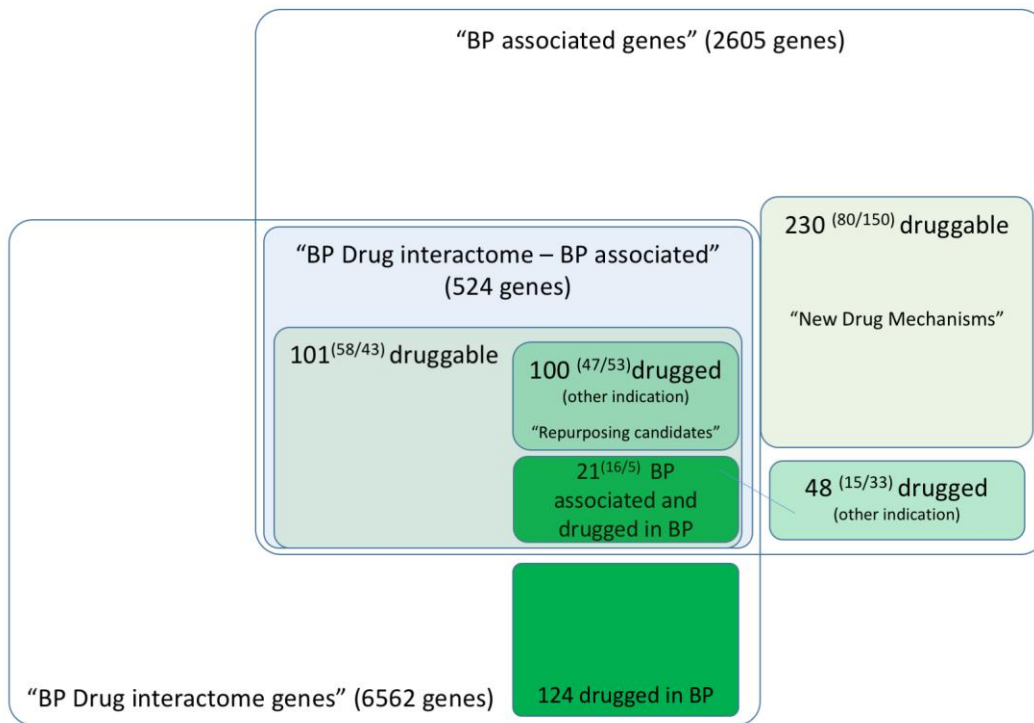 “BP associated genes” (2605 genes)
230 (80/150) druggable
“New Drug Mechanisms”
“BP Drug interactome – BP associated”
(524 genes)
101(58/43) druggable
100 (47/53)drugged
(other indication)
“Repurposing candidates”
21(16/5) BP
associated and
drugged in BP
48 (15/33) drugged
(other indication)
“BP Drug interactome genes” (6562 genes)
124 drugged in BP